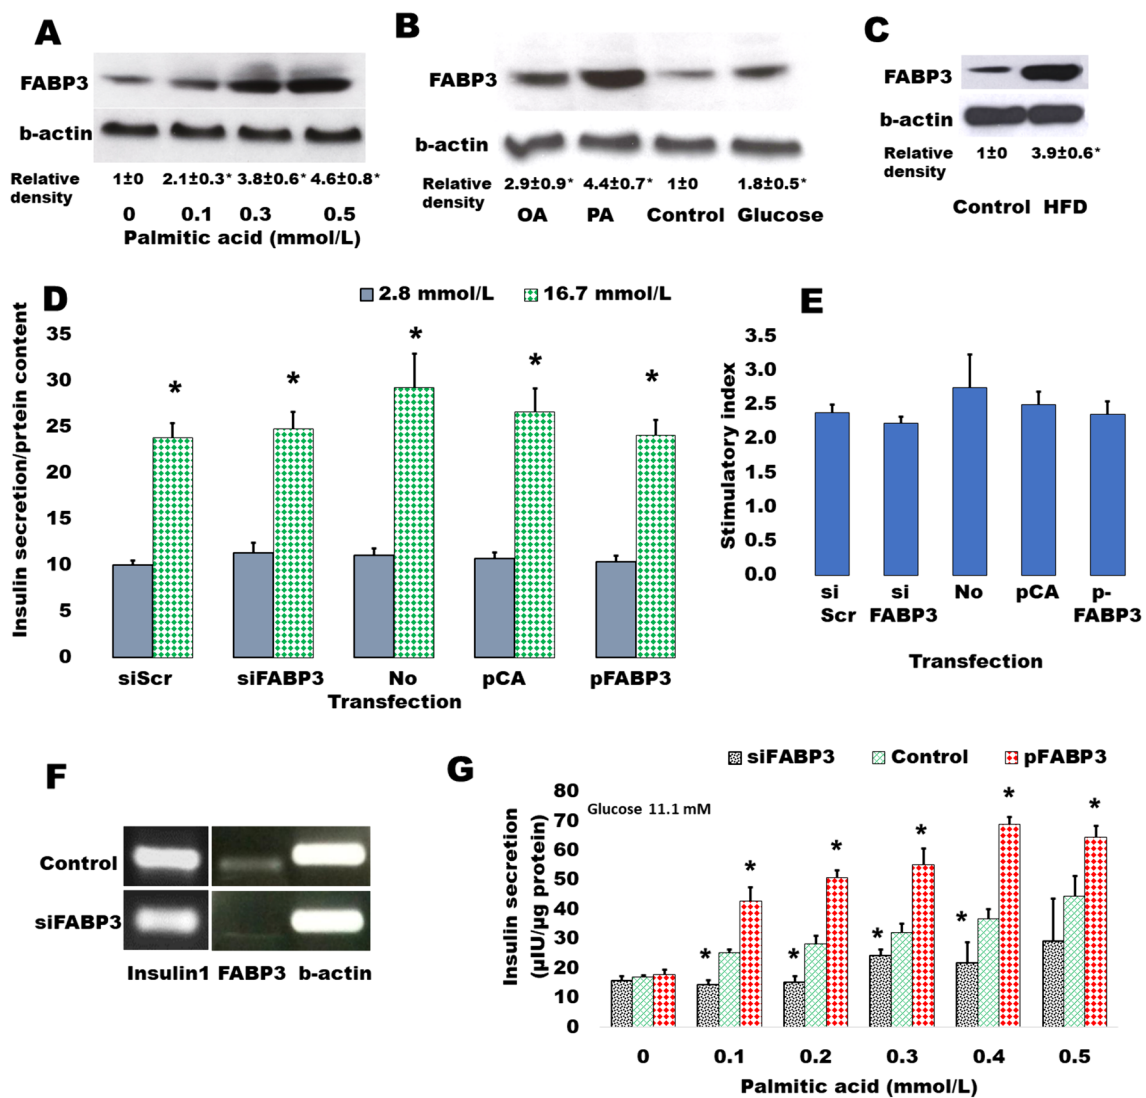 A
FABP3
b-actin
Relative density 1±0 2.1±0.3* 3.8±0.6* 4.6±0.8*
0 0.1 0.3 0.5
Palmitic acid (mmol/L)
B
FABP3
b-actin
Relative density 2.9±0.9* 4.4±0.7* 1±0 1.8±0.5*
OA PA Control Glucose
C
FABP3
b-actin
Relative density 1±0 3.9±0.6*
Control HFD
D
2.8 mmol/L 16.7 mmol/L
Insulin secretion/prtein content
35
30
25
20
15
10
5
0
* * * * *
siScr siFABP3 No pCA pFABP3
Transfection
E
Stimulatory index
3.5
3.0
2.5
2.0
1.5
1.0
0.5
0.0
si Scr si FABP3 No pCA p-FABP3
Transfection
F
Control
siFABP3
Insulin1 FABP3 b-actin
G
siFABP3 Control pFABP3
Glucose 11.1 mM
Insulin secretion
(µIU/µg protein)
80
70
60
50
40
30
20
10
0
* * * * * * * * *
0 0.1 0.2 0.3 0.4 0.5
Palmitic acid (mmol/L)